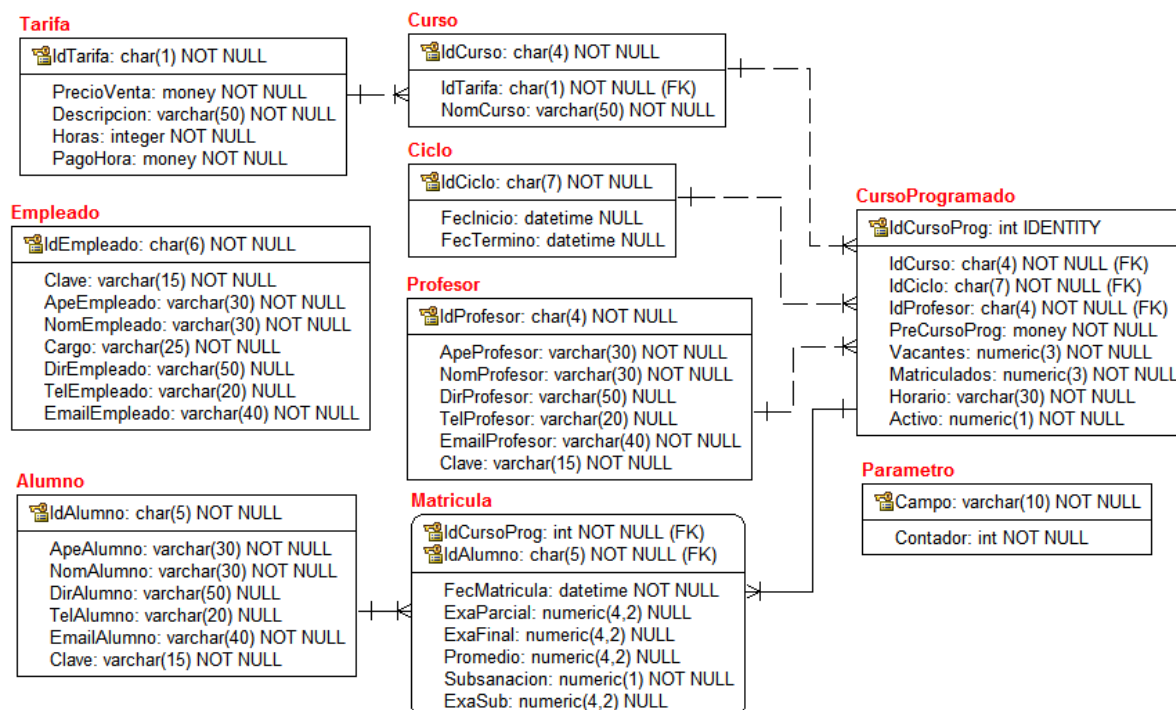 Tarifa
IdTarifa: char(1) NOT NULL
PrecioVenta: money NOT NULL
Descripcion: varchar(50) NOT NULL
Horas: integer NOT NULL
PagoHora: money NOT NULL
Curso
IdCurso: char(4) NOT NULL
IdTarifa: char(1) NOT NULL (FK)
NomCurso: varchar(50) NOT NULL
Ciclo
IdCiclo: char(7) NOT NULL
FecInicio: datetime NULL
FecTermino: datetime NULL
Empleado
IdEmpleado: char(6) NOT NULL
Clave: varchar(15) NOT NULL
ApeEmpleado: varchar(30) NOT NULL
NomEmpleado: varchar(30) NOT NULL
Cargo: varchar(25) NOT NULL
DirEmpleado: varchar(50) NOT NULL
TelEmpleado: varchar(20) NOT NULL
EmailEmpleado: varchar(40) NOT NULL
Profesor
IdProfesor: char(4) NOT NULL
ApeProfesor: varchar(30) NOT NULL
NomProfesor: varchar(30) NOT NULL
DirProfesor: varchar(50) NULL
TelProfesor: varchar(20) NULL
EmailProfesor: varchar(40) NOT NULL
Clave: varchar(15) NOT NULL
CursoProgramado
IdCursoProg: int IDENTITY
IdCurso: char(4) NOT NULL (FK)
IdCiclo: char(7) NOT NULL (FK)
IdProfesor: char(4) NOT NULL (FK)
PreCursoProg: money NOT NULL
Vacantes: numeric(3) NOT NULL
Matriculados: numeric(3) NOT NULL
Horario: varchar(30) NOT NULL
Activo: numeric(1) NOT NULL
Alumno
IdAlumno: char(5) NOT NULL
ApeAlumno: varchar(30) NOT NULL
NomAlumno: varchar(30) NOT NULL
DirAlumno: varchar(50) NULL
TelAlumno: varchar(20) NULL
EmailAlumno: varchar(40) NOT NULL
Clave: varchar(15) NOT NULL
Matricula
IdCursoProg: int NOT NULL (FK)
IdAlumno: char(5) NOT NULL (FK)
FecMatricula: datetime NOT NULL
ExaParcial: numeric(4,2) NULL
ExaFinal: numeric(4,2) NULL
Promedio: numeric(4,2) NULL
Subsanacion: numeric(1) NOT NULL
ExaSub: numeric(4,2) NULL
Parametro
Campo: varchar(10) NOT NULL
Contador: int NOT NULL